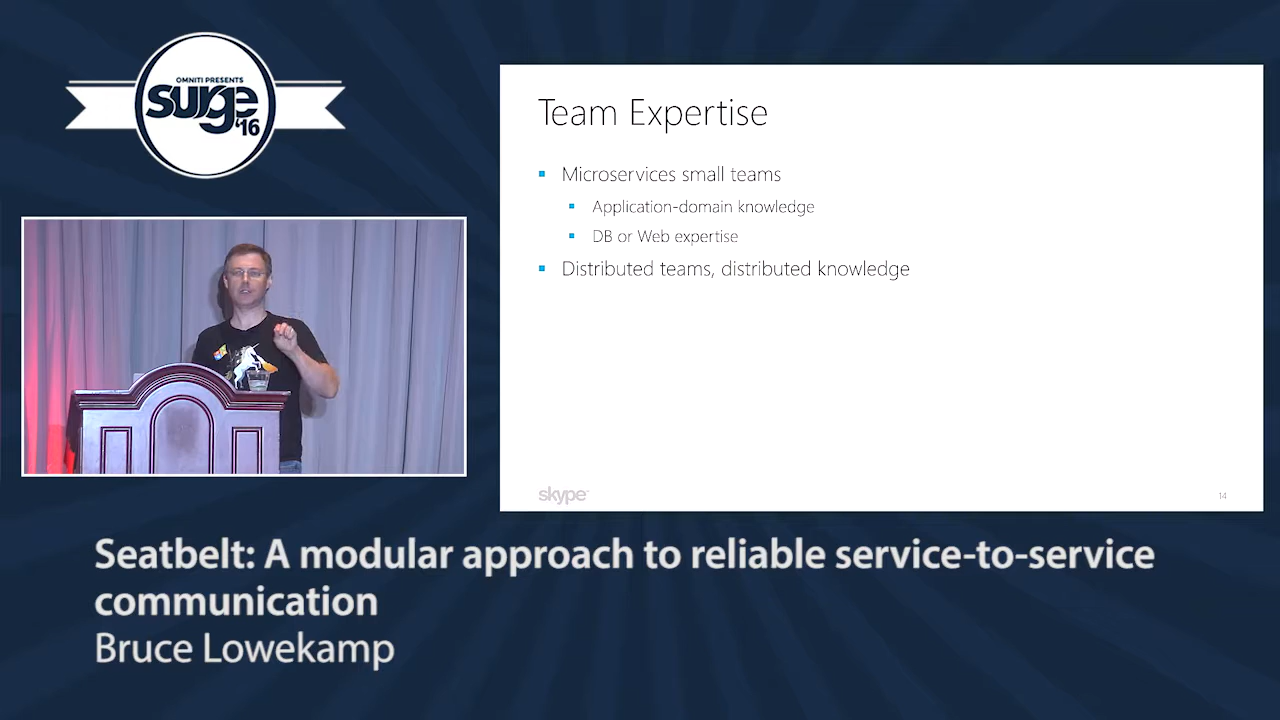 OMNITI PRESENTS
surge
'16
Team Expertise
Microservices small teams
Application-domain knowledge
DB or Web expertise
Distributed teams, distributed knowledge
skype
14
Seatbelt: A modular approach to reliable service-to-service
communication
Bruce Lowekamp